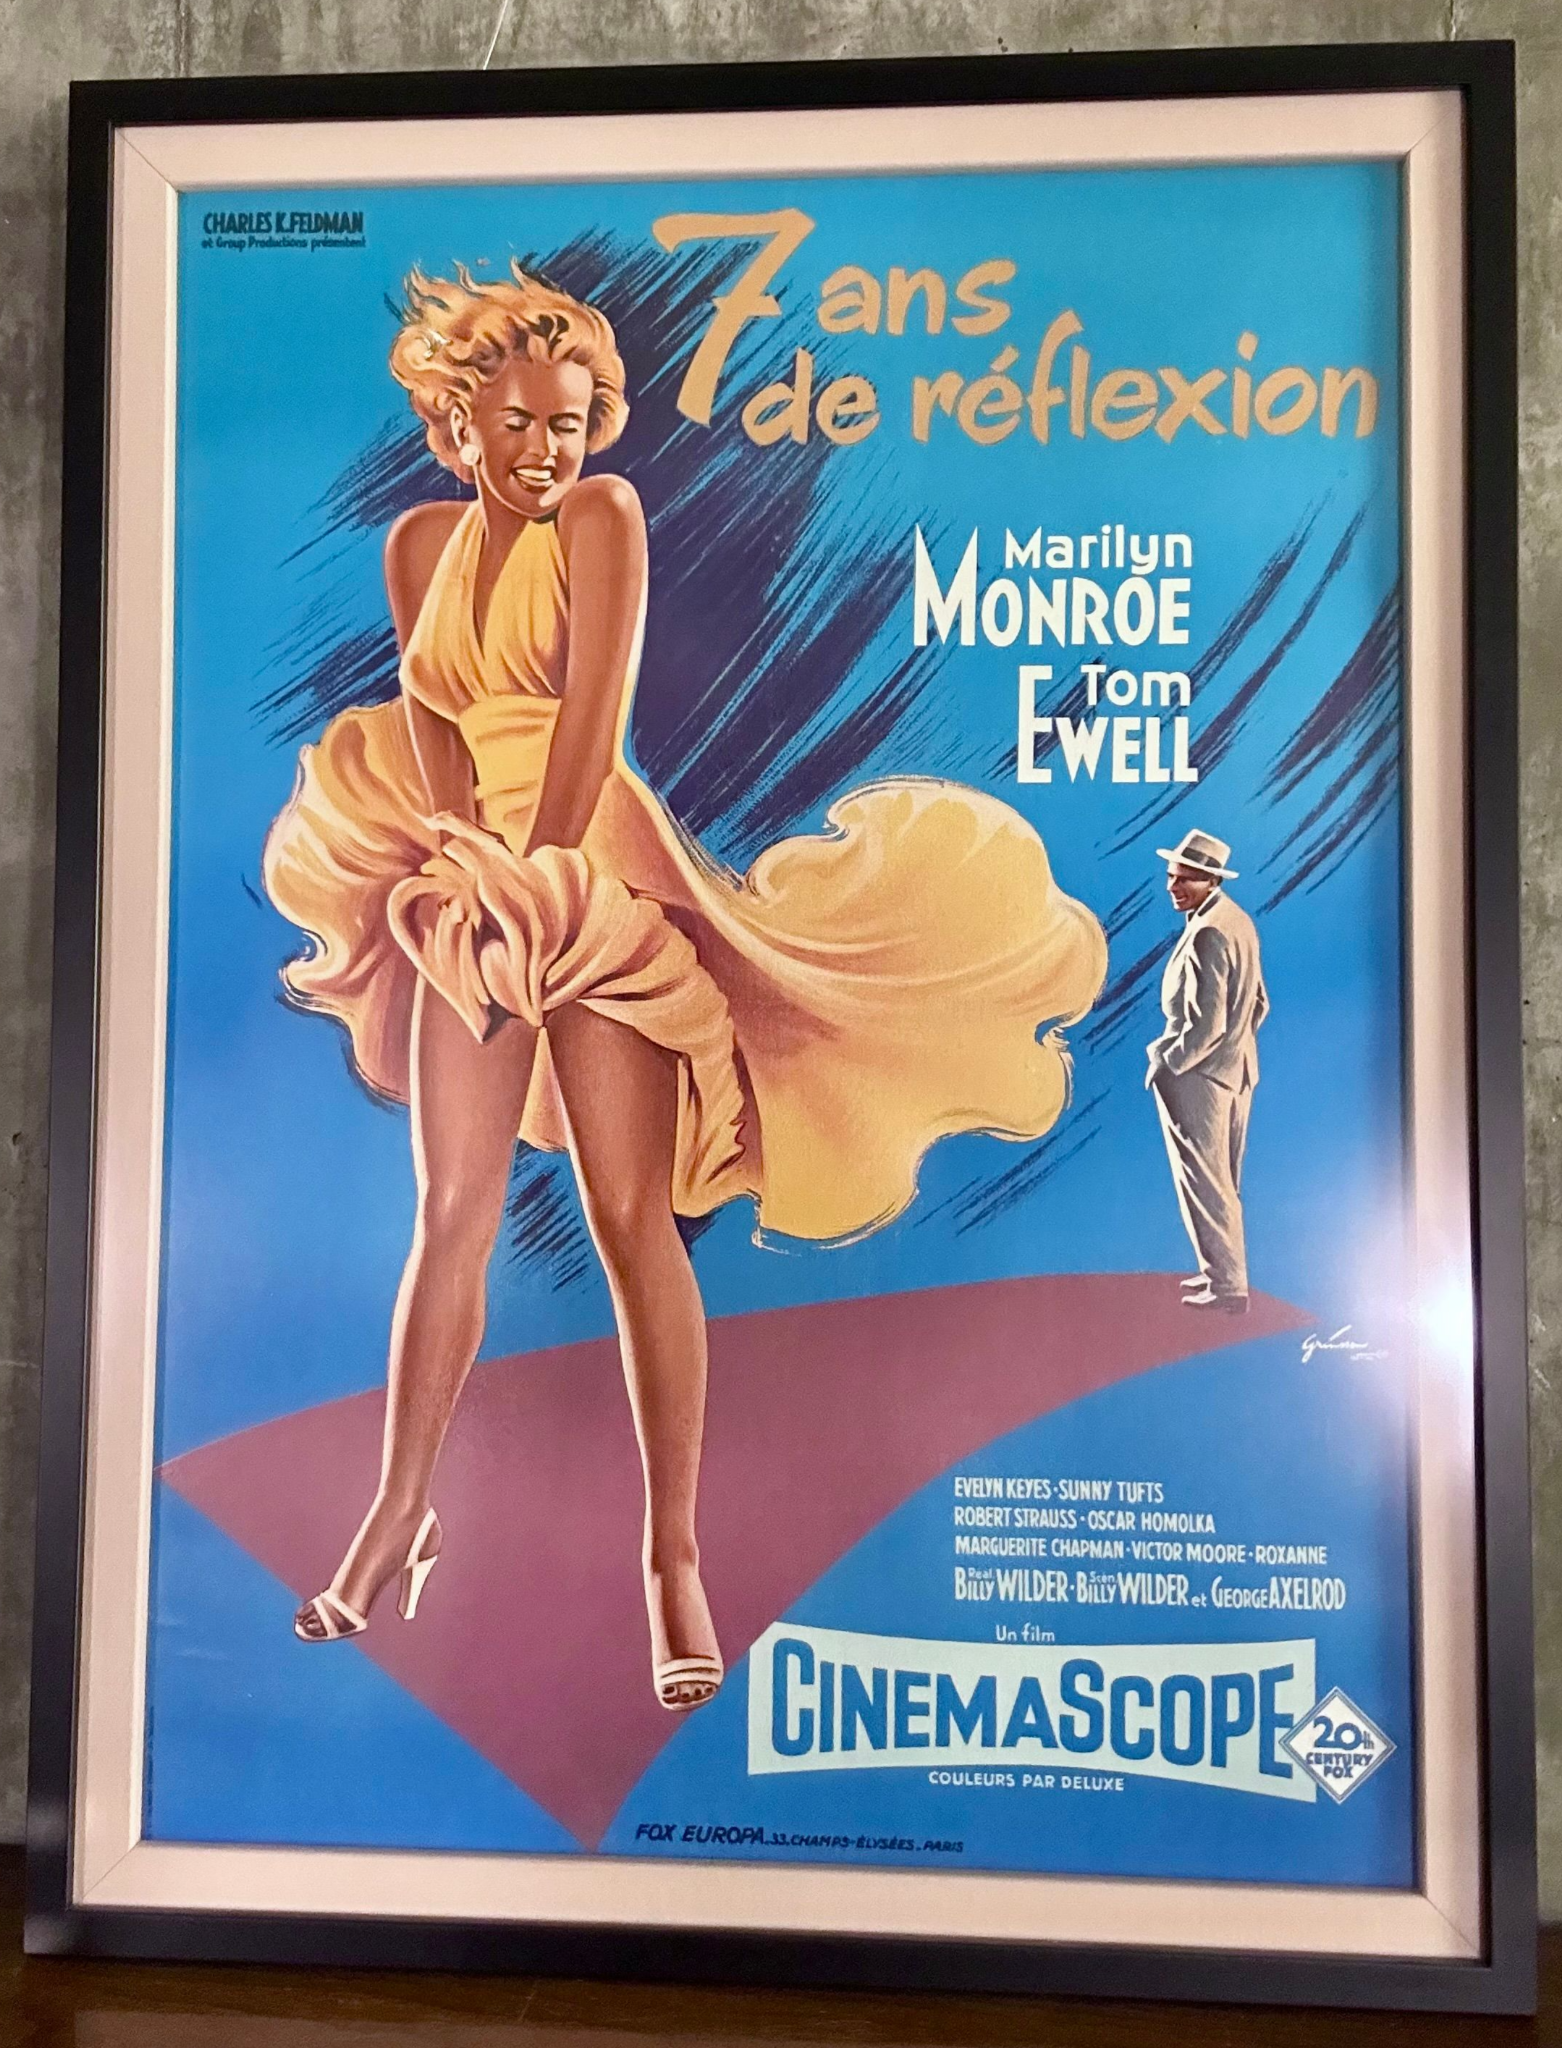 CHARLES K.FELDMAN
et Group Productions présentent
7 ans
de réflexion
Marilyn
MONROE
Tom
EWELL
EVELYN KEYES·SUNNY TUFTS
ROBERT STRAUSS·OSCAR HOMOLKA
MARGUERITE CHAPMAN·VICTOR MOORE·ROXANNE
Réal. BILLY WILDER·Scén. BILLY WILDER et GEORGE AXELROD
Un film
CINEMASCOPE
20th
CENTURY
FOX
COULEURS PAR DELUXE
FOX EUROPA.33.CHAMPS-ÉLYSÉES.PARIS